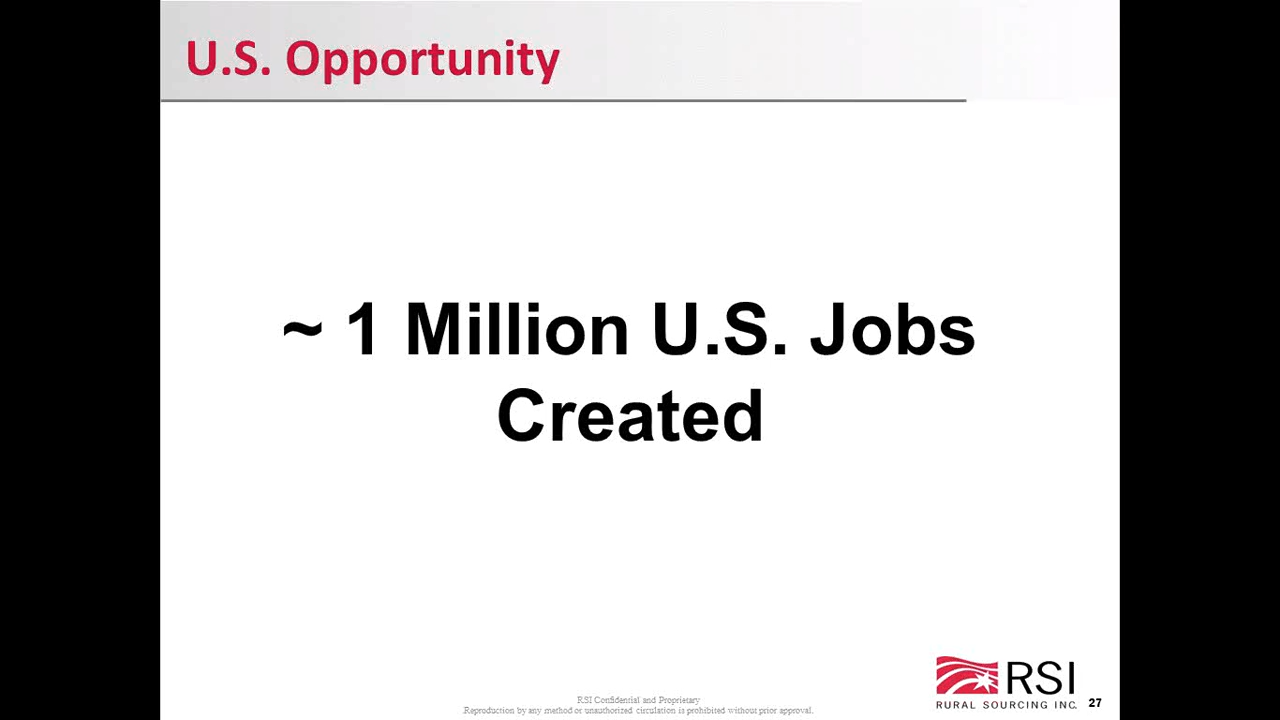 U.S. Opportunity
~ 1 Million U.S. Jobs
Created
RSI
RURAL SOURCING INC.
27
RSI Confidential and Proprietary
Reproduction by any method or unauthorized circulation is prohibited without prior approval.